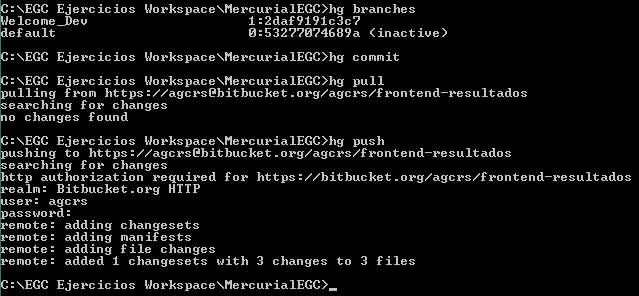 C:\EGC Ejercicios Workspace\MercurialEGC>hg branches
Welcome_Dev                    1:2daf9191c3c7
default                        0:53277074689a (inactive)
C:\EGC Ejercicios Workspace\MercurialEGC>hg commit
C:\EGC Ejercicios Workspace\MercurialEGC>hg pull
pulling from https://agcrs@bitbucket.org/agcrs/frontend-resultados
searching for changes
no changes found
C:\EGC Ejercicios Workspace\MercurialEGC>hg push
pushing to https://agcrs@bitbucket.org/agcrs/frontend-resultados
searching for changes
http authorization required for https://bitbucket.org/agcrs/frontend-resultados
realm: Bitbucket.org HTTP
user: agcrs
password:
remote: adding changesets
remote: adding manifests
remote: adding file changes
remote: added 1 changesets with 3 changes to 3 files
C:\EGC Ejercicios Workspace\MercurialEGC>_